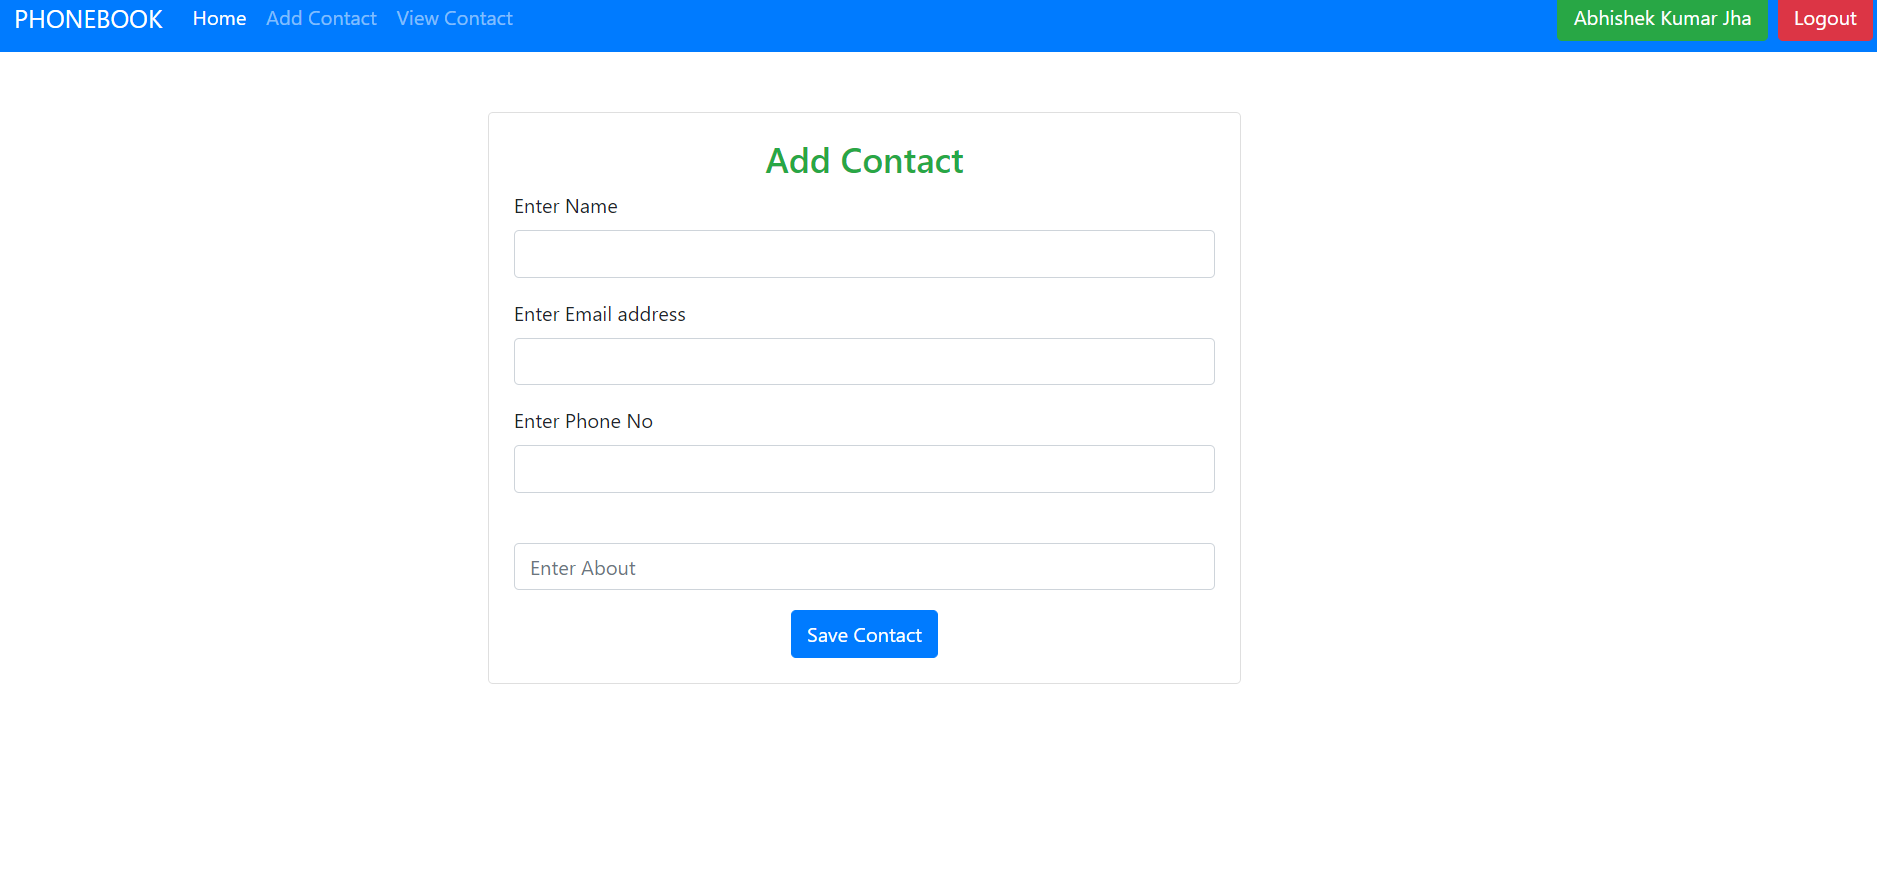 PHONEBOOK Home Add Contact View Contact Abhishek Kumar Jha Logout
Add Contact
Enter Name
Enter Email address
Enter Phone No
Enter About
Save Contact